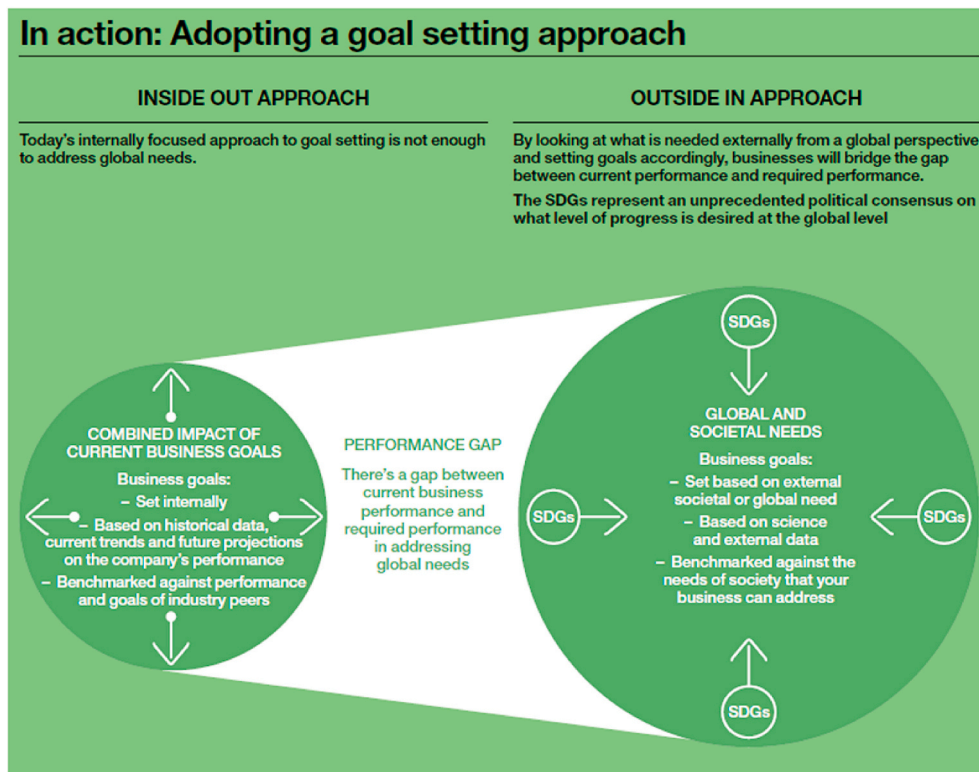 In action: Adopting a goal setting approach
INSIDE OUT APPROACH
Today's internally focused approach to goal setting is not enough
to address global needs.
OUTSIDE IN APPROACH
By looking at what is needed externally from a global perspective
and setting goals accordingly, businesses will bridge the gap
between current performance and required performance.
The SDGs represent an unprecedented political consensus on
what level of progress is desired at the global level
COMBINED IMPACT OF
CURRENT BUSINESS GOALS
Business goals:
– Set internally
– Based on historical data,
current trends and future projections
on the company's performance
– Benchmarked against performance
and goals of industry peers
PERFORMANCE GAP
There's a gap between
current business
performance and
required performance
in addressing
global needs
SDGs
GLOBAL AND
SOCIETAL NEEDS
Business goals:
– Set based on external
societal or global need
– Based on science
and external data
– Benchmarked against the
needs of society that your
business can address
SDGs
SDGs
SDGs